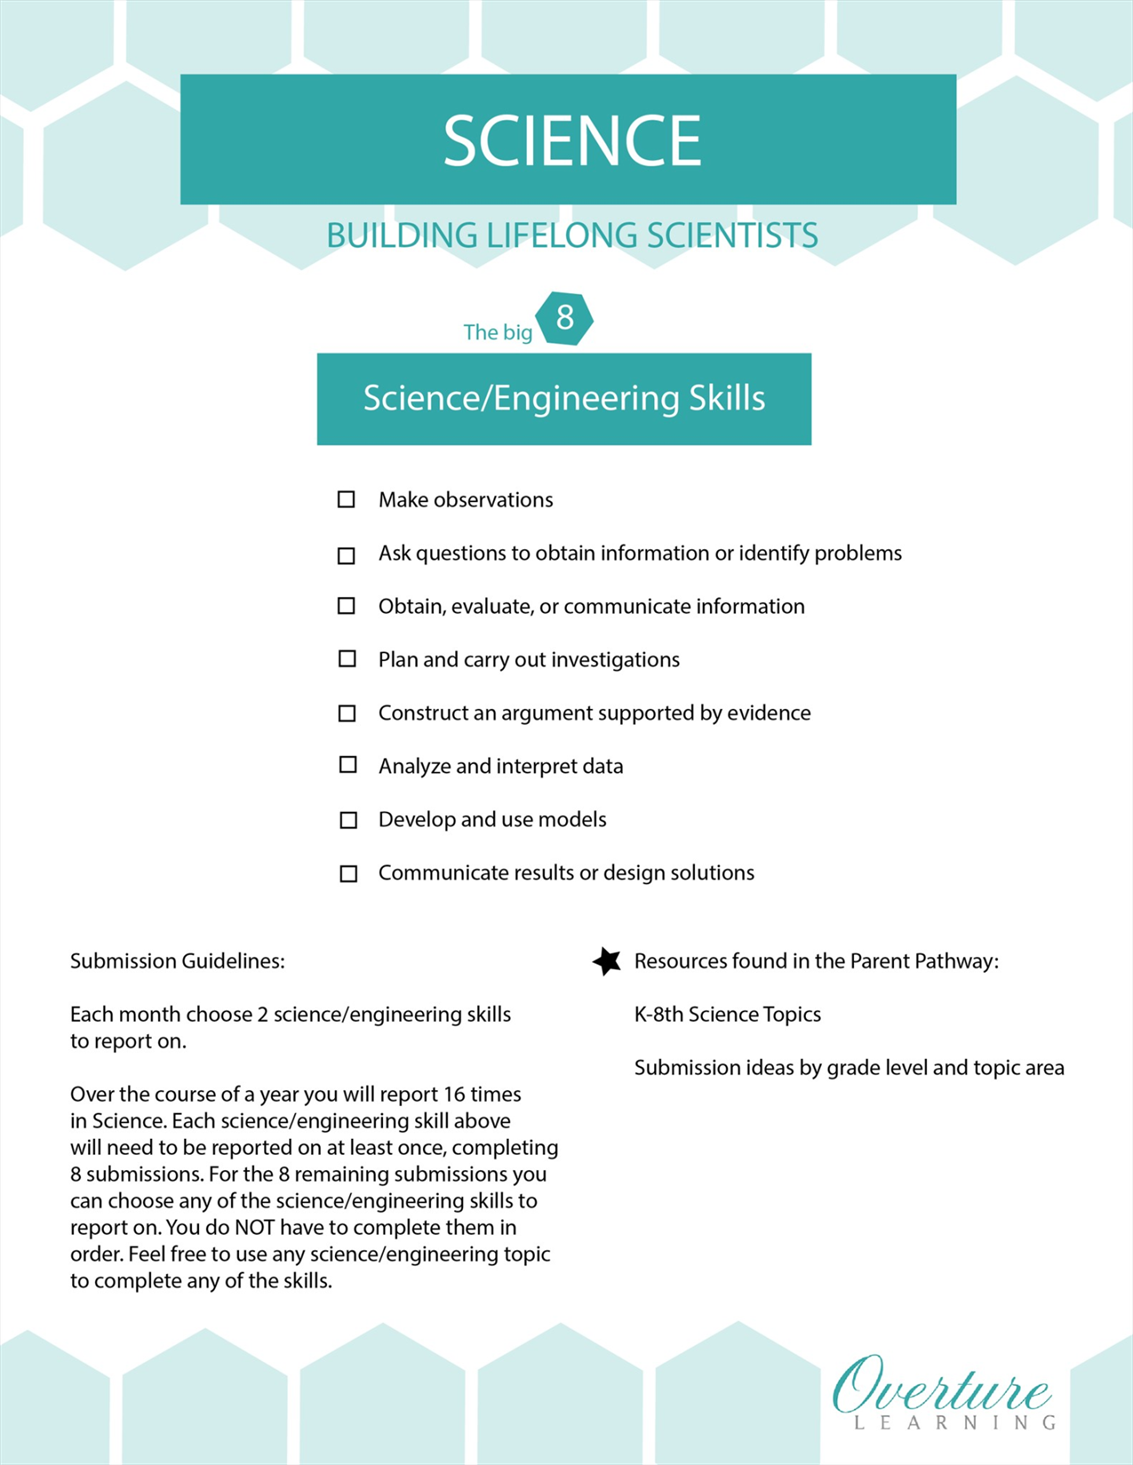 SCIENCE
BUILDING LIFELONG SCIENTISTS
The big 8
Science/Engineering Skills
Make observations
Ask questions to obtain information or identify problems
Obtain, evaluate, or communicate information
Plan and carry out investigations
Construct an argument supported by evidence
Analyze and interpret data
Develop and use models
Communicate results or design solutions
Submission Guidelines:
Each month choose 2 science/engineering skills
to report on.
Over the course of a year you will report 16 times
in Science. Each science/engineering skill above
will need to be reported on at least once, completing
8 submissions. For the 8 remaining submissions you
can choose any of the science/engineering skills to
report on. You do NOT have to complete them in
order. Feel free to use any science/engineering topic
to complete any of the skills.
Resources found in the Parent Pathway:
K-8th Science Topics
Submission ideas by grade level and topic area
Overture
LEARNING